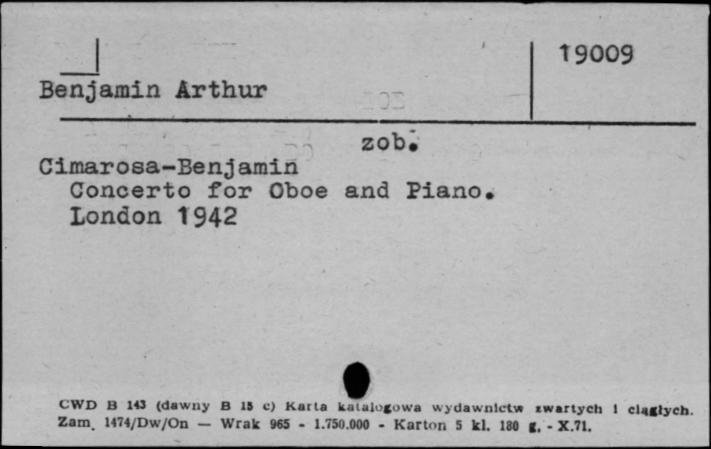 19009
Benjamin Arthur
zob.
Cimarosa-Benjamin
Concerto for Oboe and Piano.
London 1942
CWD B 143 (dawny B 15 c) Karta katalogowa wydawnictw zwartych i ciągłych.
Zam. 1474/Dw/On — Wrak 965 - 1.750.000 - Karton 5 kl. 180 g. - X.71.